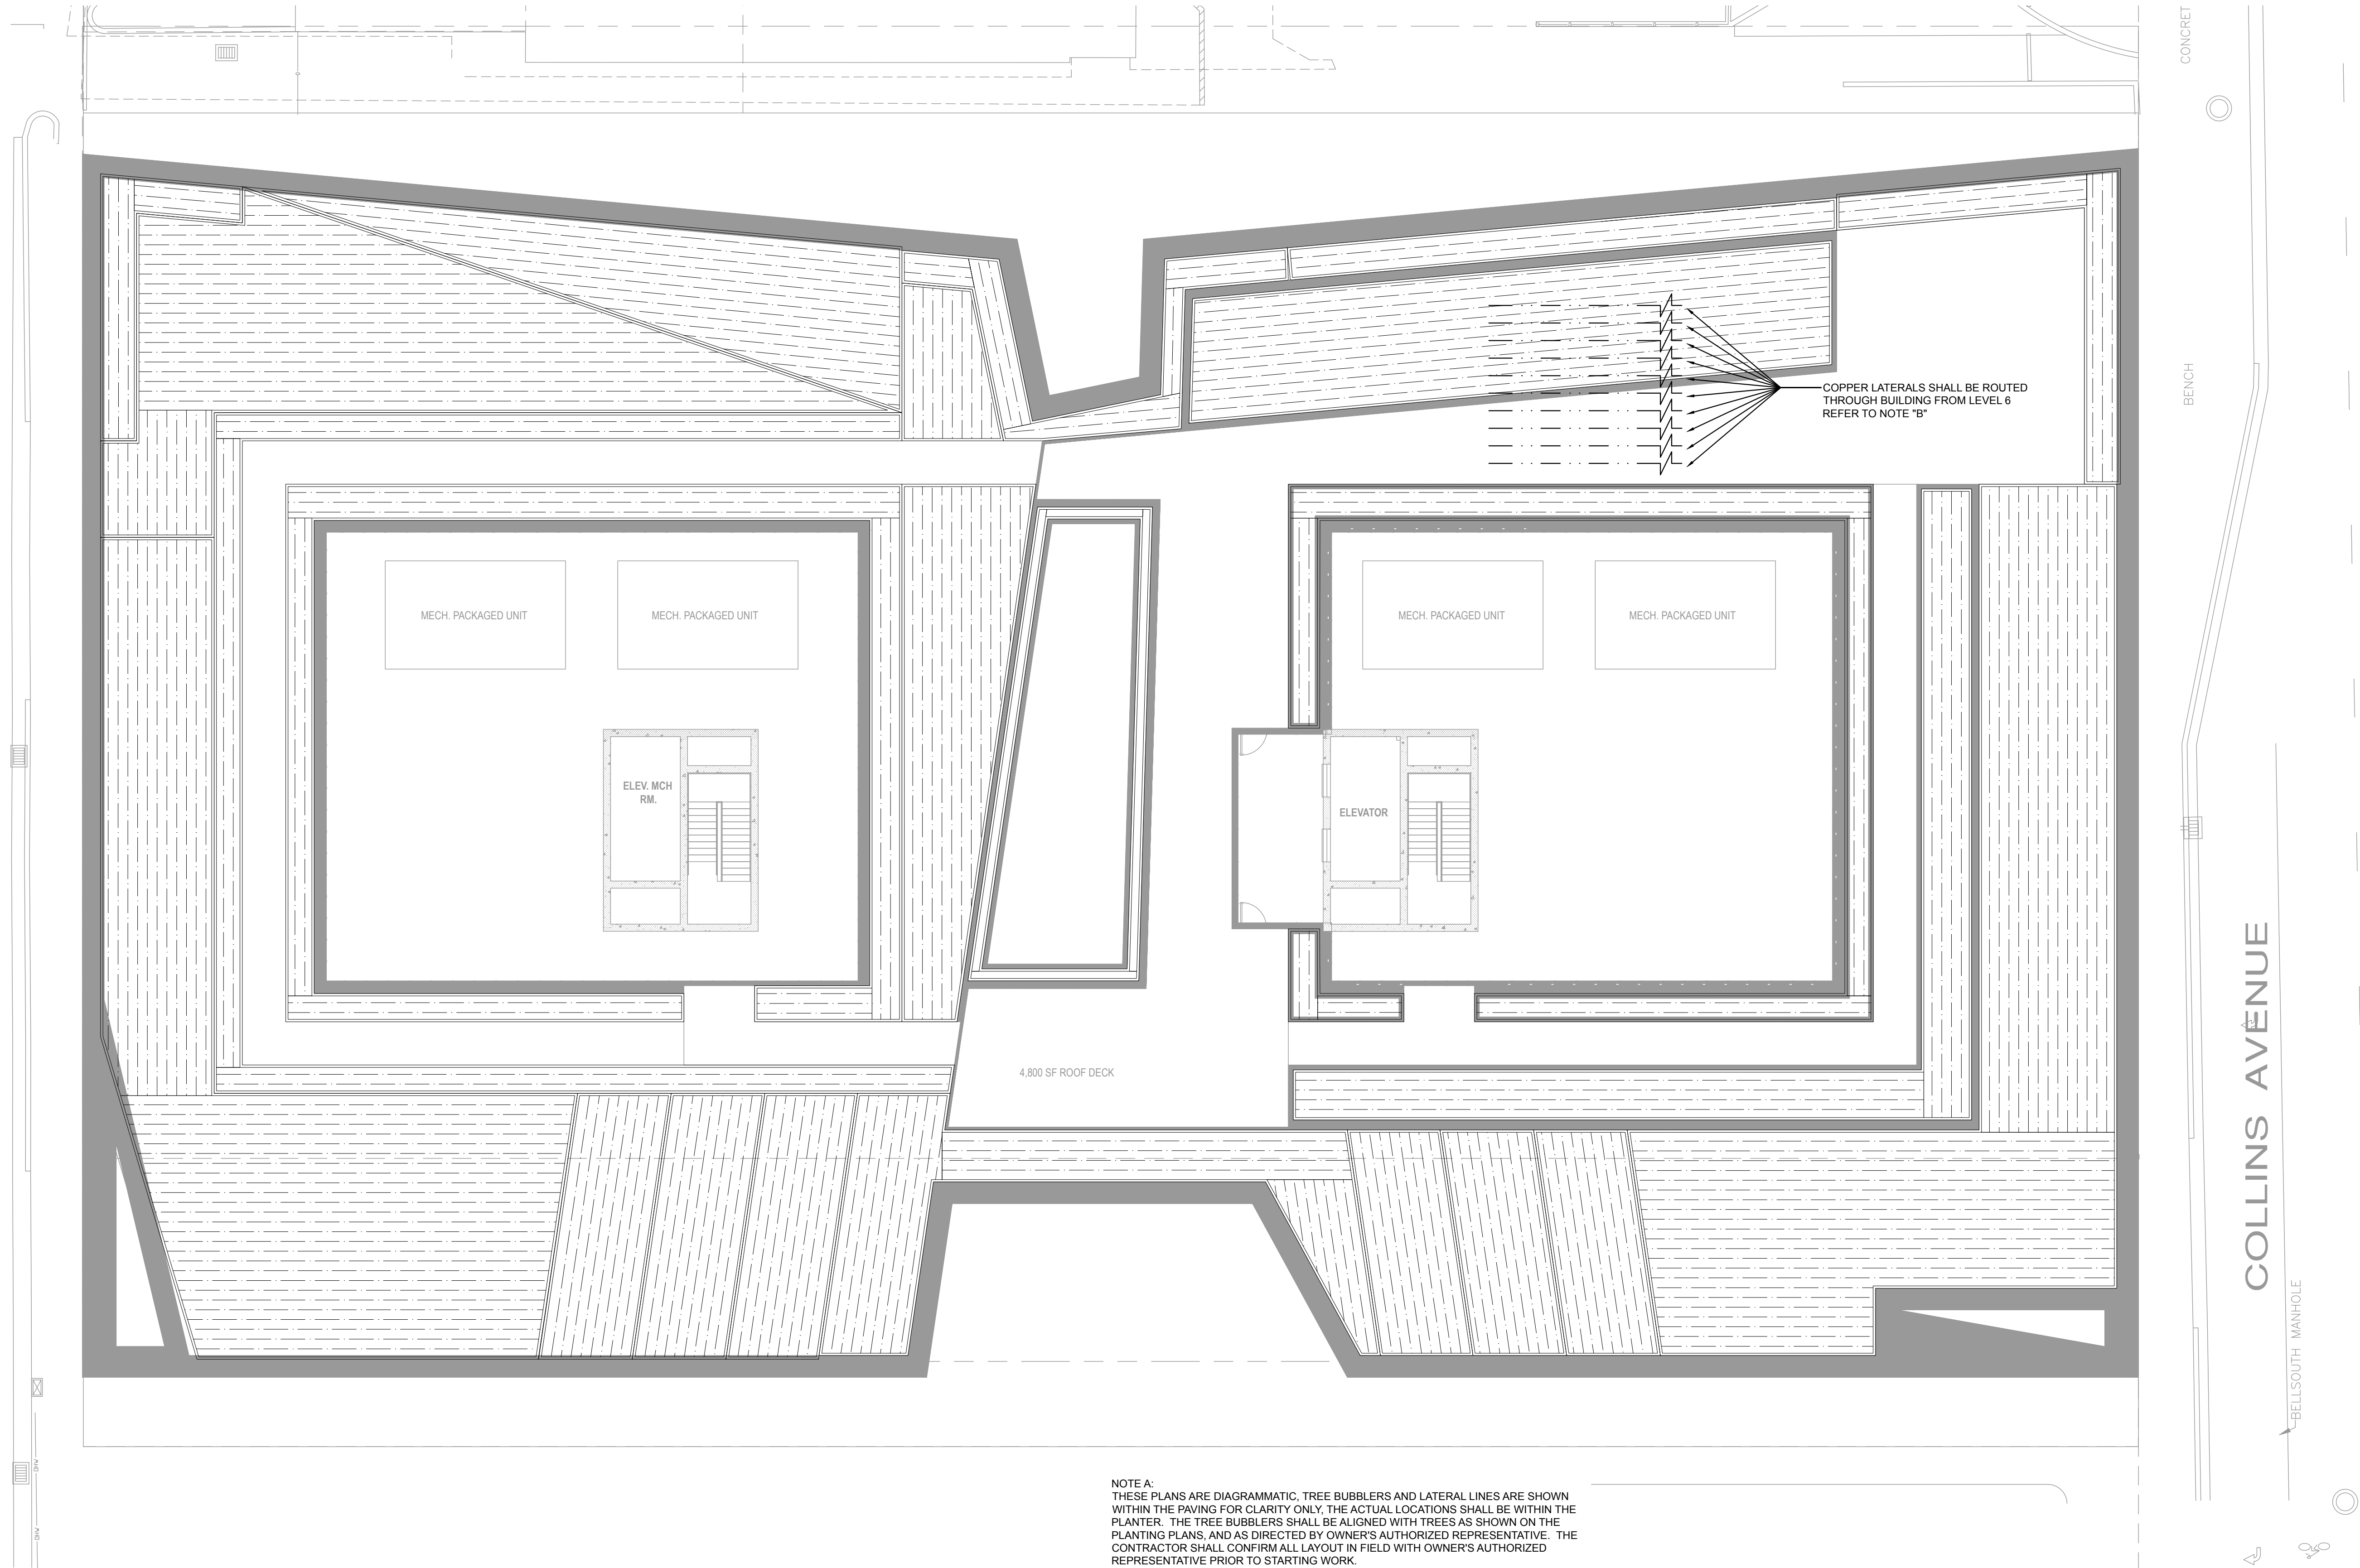 CONCRET
BENCH
COPPER LATERALS SHALL BE ROUTED
THROUGH BUILDING FROM LEVEL 6
REFER TO NOTE "B"
MECH. PACKAGED UNIT
MECH. PACKAGED UNIT
MECH. PACKAGED UNIT
MECH. PACKAGED UNIT
ELEV. MCH
RM.
ELEVATOR
COLLINS AVENUE
4,800 SF ROOF DECK
BELLSOUTH MANHOLE
NOTE A:
THESE PLANS ARE DIAGRAMMATIC, TREE BUBBLERS AND LATERAL LINES ARE SHOWN
WITHIN THE PAVING FOR CLARITY ONLY, THE ACTUAL LOCATIONS SHALL BE WITHIN THE
PLANTER. THE TREE BUBBLERS SHALL BE ALIGNED WITH TREES AS SHOWN ON THE
PLANTING PLANS, AND AS DIRECTED BY OWNER'S AUTHORIZED REPRESENTATIVE. THE
CONTRACTOR SHALL CONFIRM ALL LAYOUT IN FIELD WITH OWNER'S AUTHORIZED
REPRESENTATIVE PRIOR TO STARTING WORK.